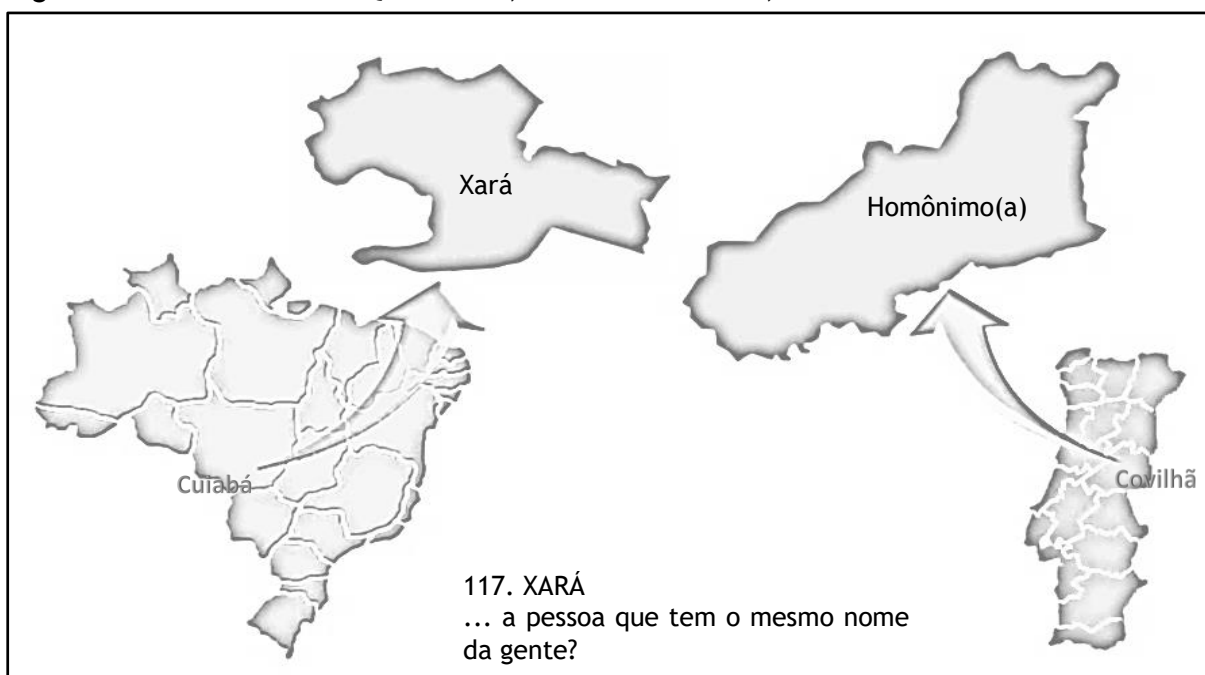 Xará
Homônimo(a)
Cuiabá
Covilhã
117. XARÁ
... a pessoa que tem o mesmo nome
da gente?